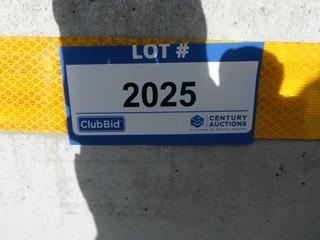 LOT #
2025
ClubBid
CENTURY
AUCTIONS